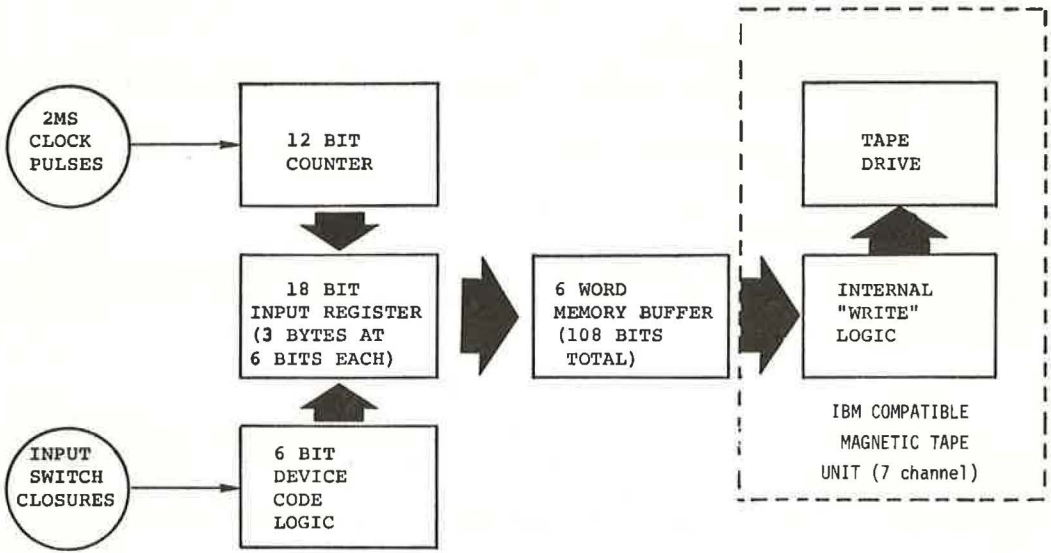 2MS
CLOCK
PULSES
12 BIT
COUNTER
TAPE
DRIVE
18 BIT
INPUT REGISTER
(3 BYTES AT
6 BITS EACH)
6 WORD
MEMORY BUFFER
(108 BITS
TOTAL)
INTERNAL
"WRITE"
LOGIC
IBM COMPATIBLE
MAGNETIC TAPE
UNIT (7 channel)
INPUT
SWITCH
CLOSURES
6 BIT
DEVICE
CODE
LOGIC